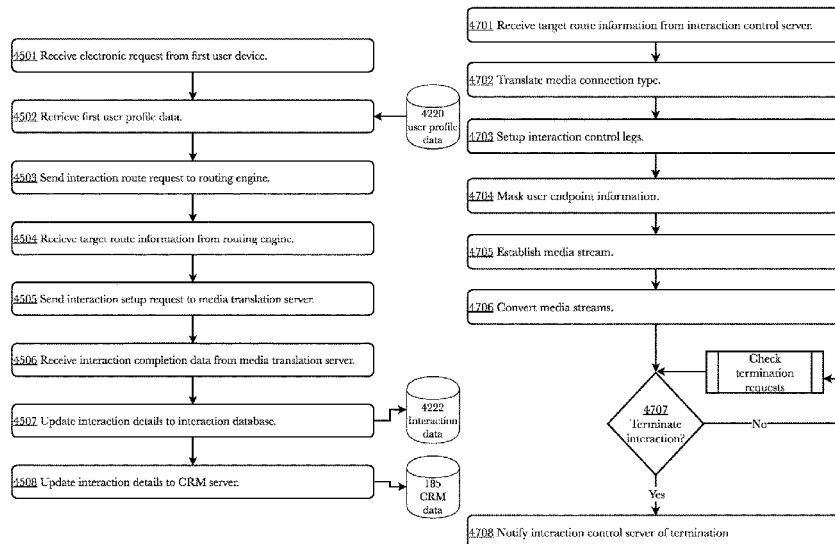 4501 Receive electronic request from first user device.
4502 Retrieve first user profile data.
4220
user profile
data
4503 Send interaction route request to routing engine.
4504 Recieve target route information from routing engine.
4505 Send interaction setup request to media translation server.
4506 Receive interaction completion data from media translation server.
4507 Update interaction details to interaction database.
4222
Interaction
data
4508 Update interaction details to CRM server.
185
CRM
data
4701 Receive target route information from interaction control server.
4702 Translate media connection type.
4703 Setup interaction control legs.
4704 Mask user endpoint information.
4705 Establish media stream.
4706 Convert media streams.
Check
termination
requests
4707
Terminate
interaction?
No
Yes
4708 Notify interaction control server of termination